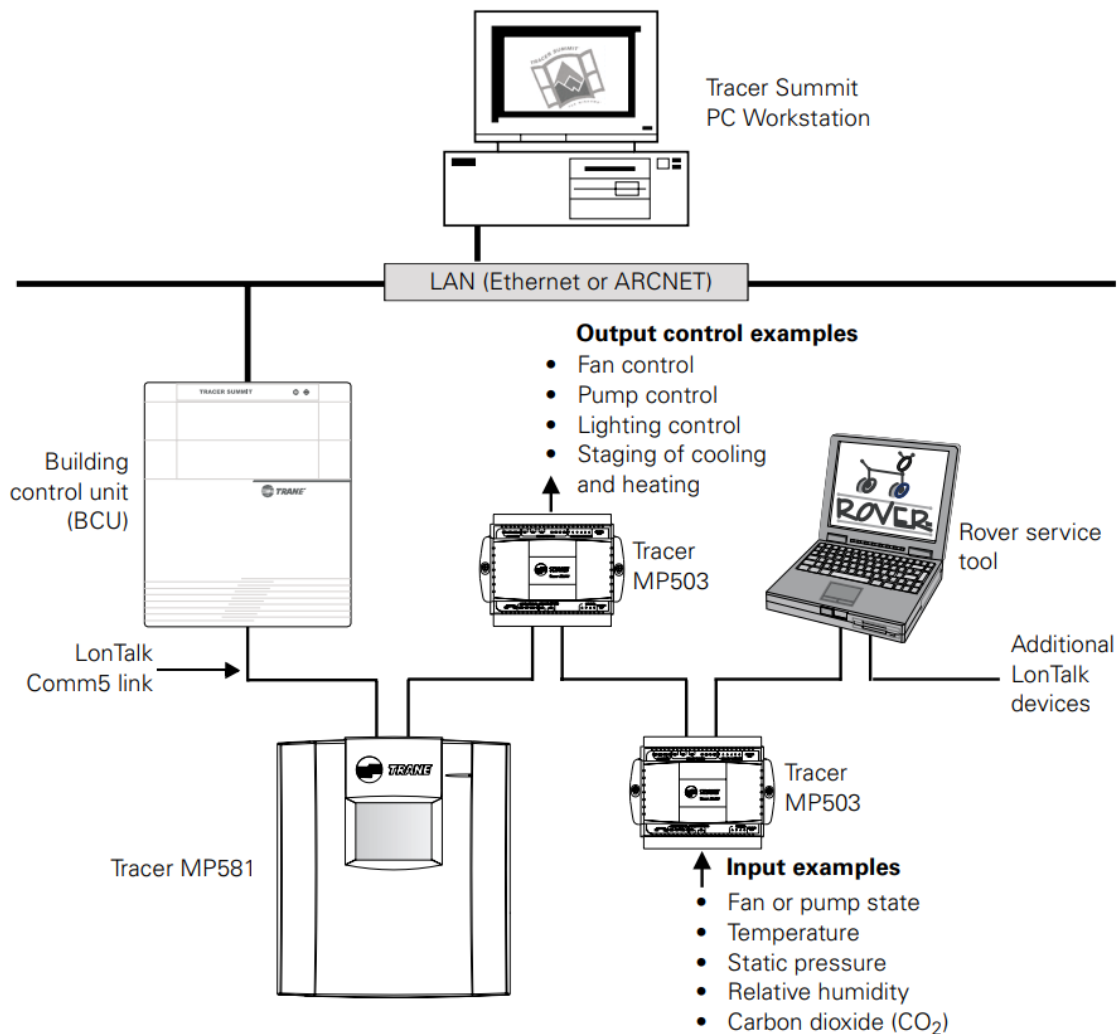 TRACER SUMMIT
Tracer Summit
PC Workstation
LAN (Ethernet or ARCNET)
Output control examples
• Fan control
• Pump control
• Lighting control
• Staging of cooling
and heating
TRACER SUMMIT
TRANE
Building
control unit
(BCU)
Tracer
MP503
ROVER
Rover service
tool
LonTalk
Comm5 link
Additional
LonTalk
devices
TRANE
Tracer MP581
Tracer
MP503
Input examples
• Fan or pump state
• Temperature
• Static pressure
• Relative humidity
• Carbon dioxide (CO₂)